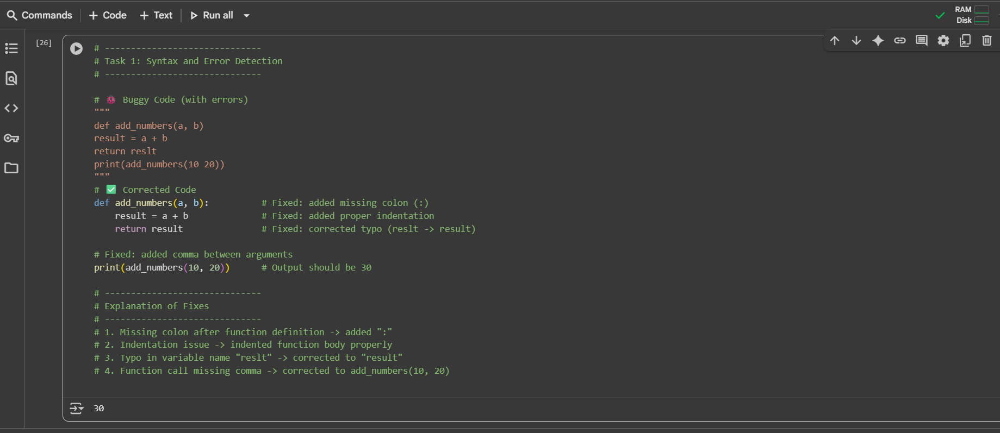 Commands + Code + Text Run all
RAM
Disk
[26]
# ------------------------------
# Task 1: Syntax and Error Detection
# ------------------------------
# 🐞 Buggy Code (with errors)
"""
def add_numbers(a, b)
result = a + b
return reslt
print(add_numbers(10 20))
"""
# ✅ Corrected Code
def add_numbers(a, b):          # Fixed: added missing colon (:)
    result = a + b              # Fixed: added proper indentation
    return result               # Fixed: corrected typo (reslt -> result)
# Fixed: added comma between arguments
print(add_numbers(10, 20))      # Output should be 30
# ------------------------------
# Explanation of Fixes
# ------------------------------
# 1. Missing colon after function definition -> added ":"
# 2. Indentation issue -> indented function body properly
# 3. Typo in variable name "reslt" -> corrected to "result"
# 4. Function call missing comma -> corrected to add_numbers(10, 20)
30